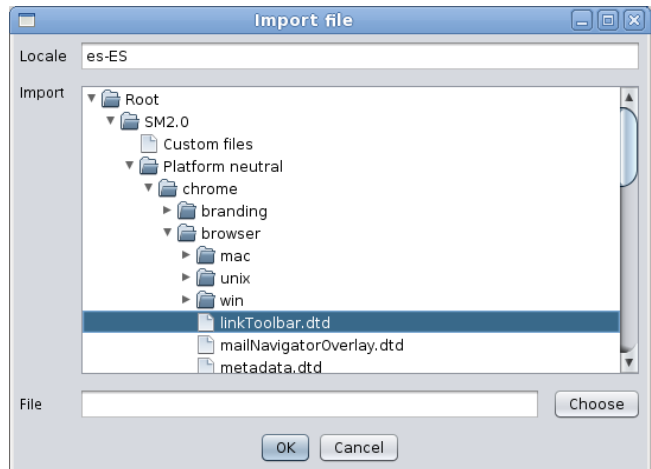 Import file
Locale es-ES
Import
Root
SM2.0
Custom files
Platform neutral
chrome
branding
browser
mac
unix
win
linkToolbar.dtd
mailNavigatorOverlay.dtd
metadata.dtd
File Choose
OK Cancel